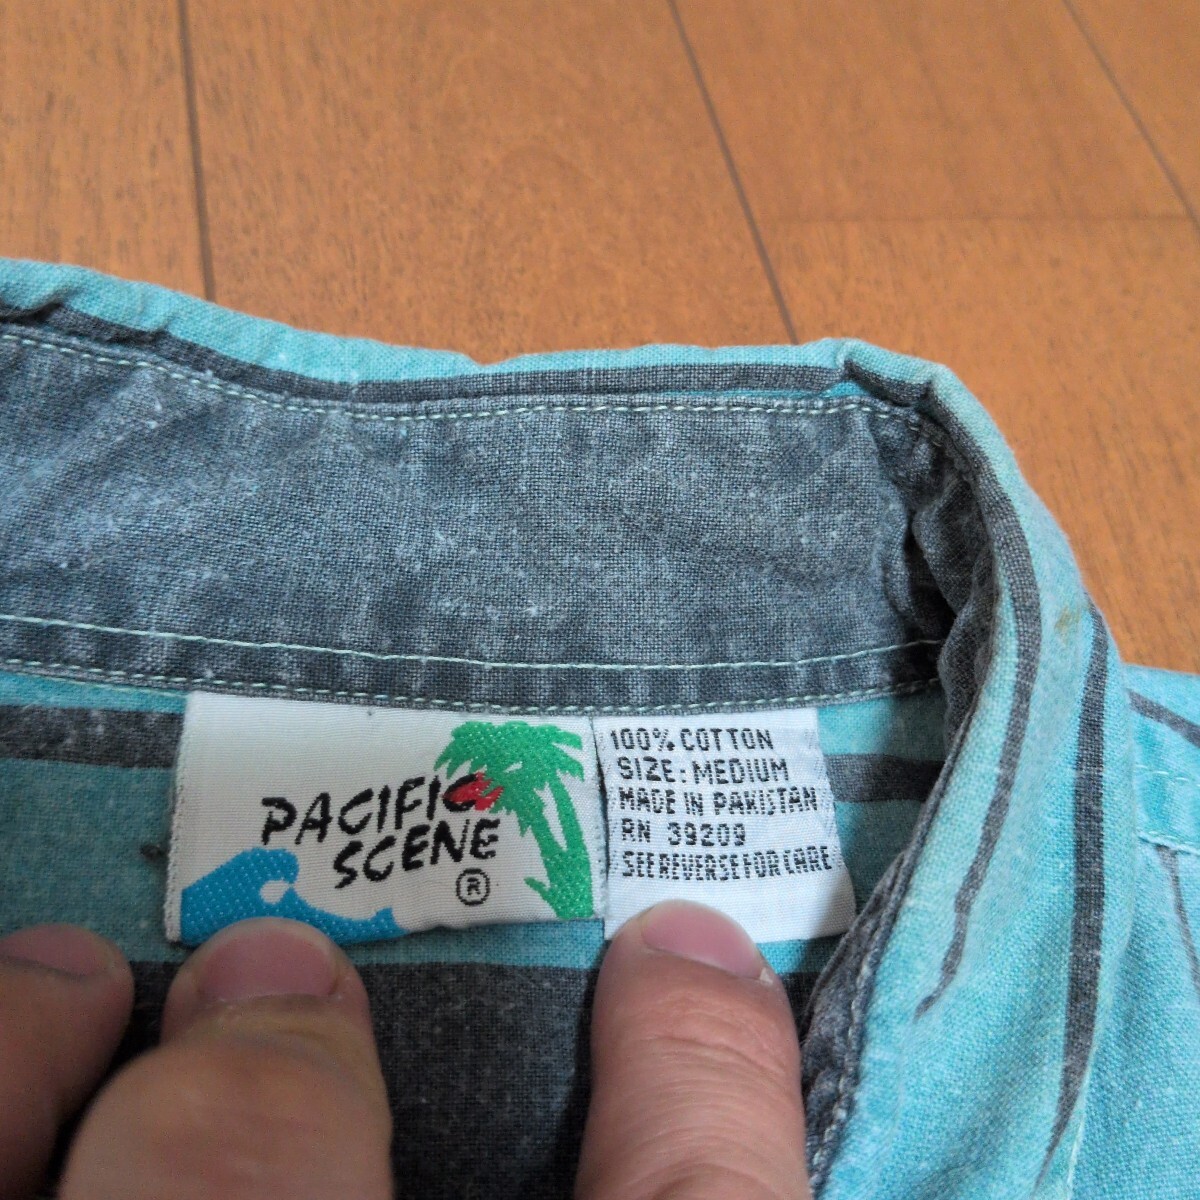 PACIFIC
SCENE
®
100% COTTON
SIZE: MEDIUM
MADE IN PAKISTAN
RN 39209
SEE REVERSE FOR CARE